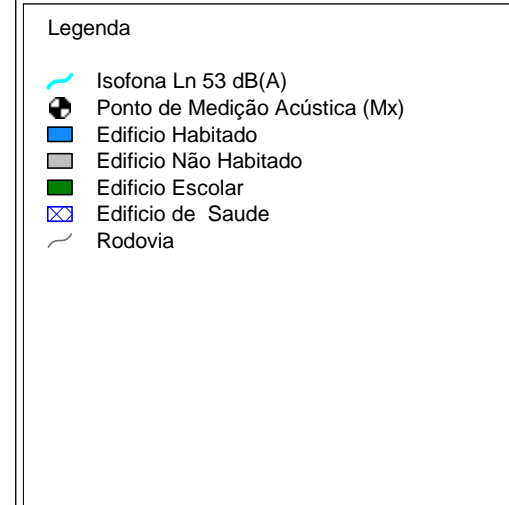 Legenda
Isofona Ln 53 dB(A)
Ponto de Medição Acústica (Mx)
Edificio Habitado
Edificio Não Habitado
Edificio Escolar
Edificio de  Saude
Rodovia